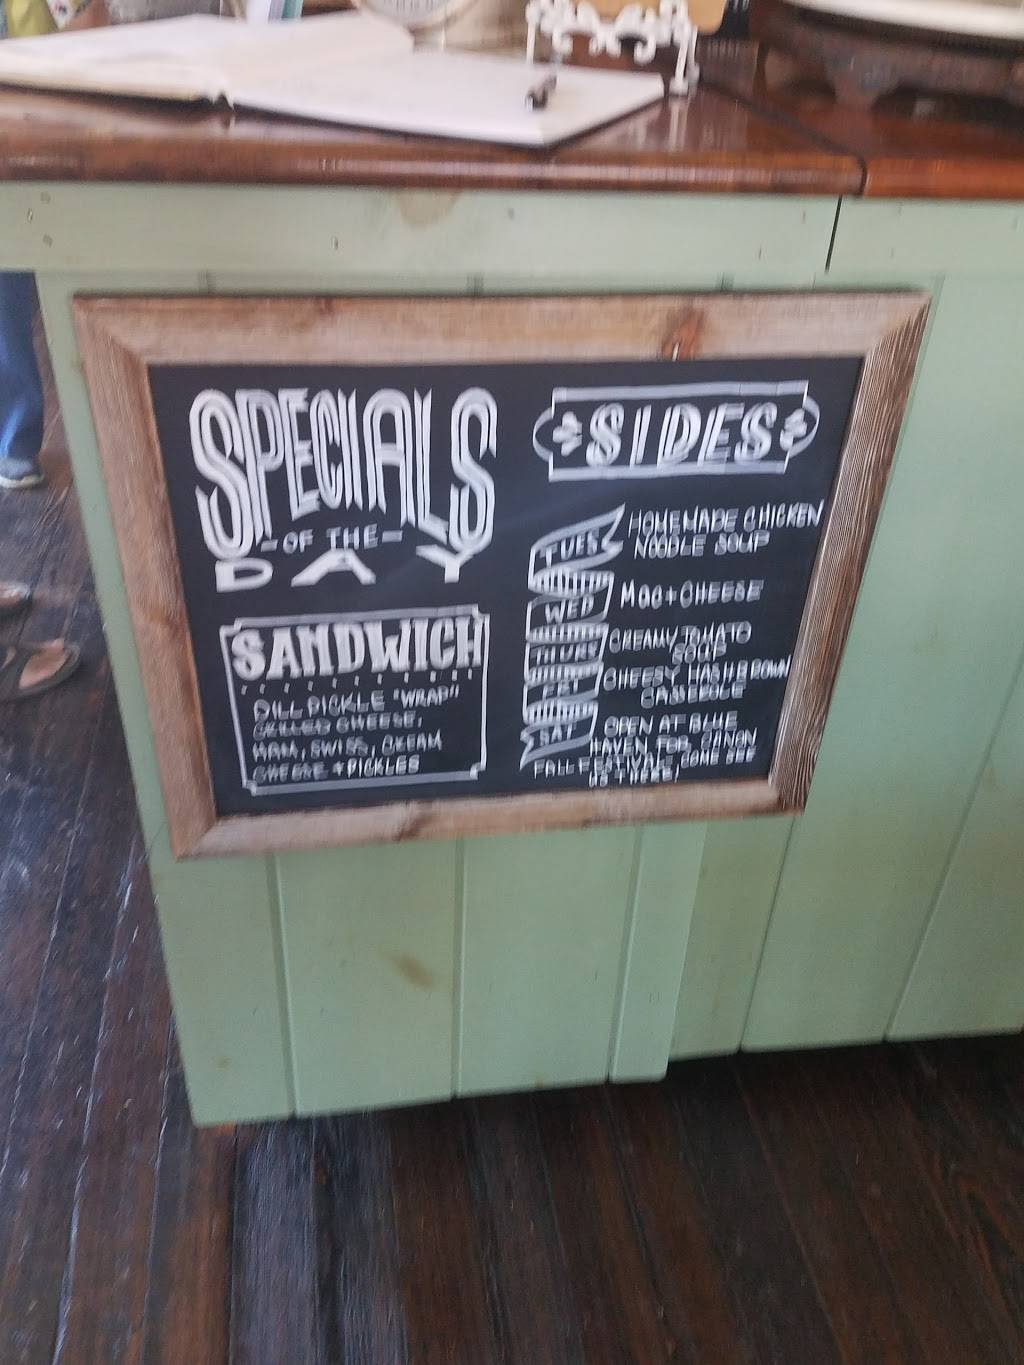 SPECIALS
-OF THE-
DAY
SANDWICH
DILL PICKLE "WRAP"
GRILLED CHEESE,
HAM, SWISS, CREAM
CHEESE + PICKLES
SIDES
TUES HOMEMADE CHICKEN
NOODLE SOUP
WED MAC + CHEESE
THURS CREAMY TOMATO
SOUP
FRI CHEESY HASHBROWN
CASSEROLE
SAT OPEN AT BLUE
HAVEN FOR CANON
FALL FESTIVAL, COME SEE
US THERE!